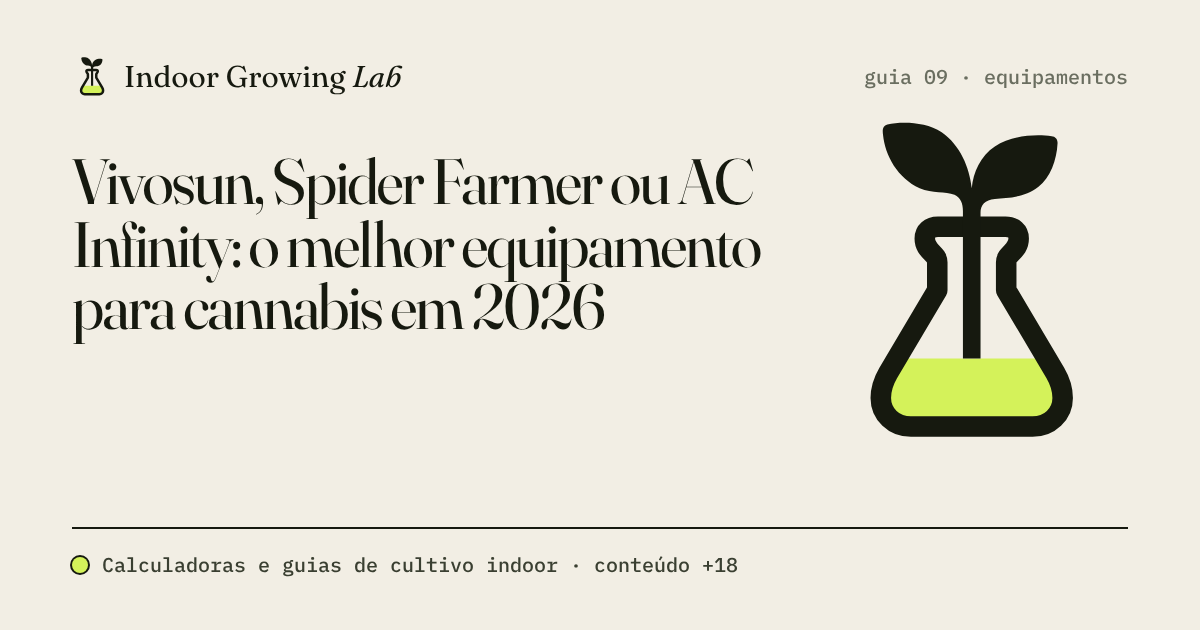 Indoor Growing Lab
guia 09 · equipamentos
Vivosun, Spider Farmer ou AC
Infinity: o melhor equipamento
para cannabis em 2026
Calculadoras e guias de cultivo indoor · conteúdo +18